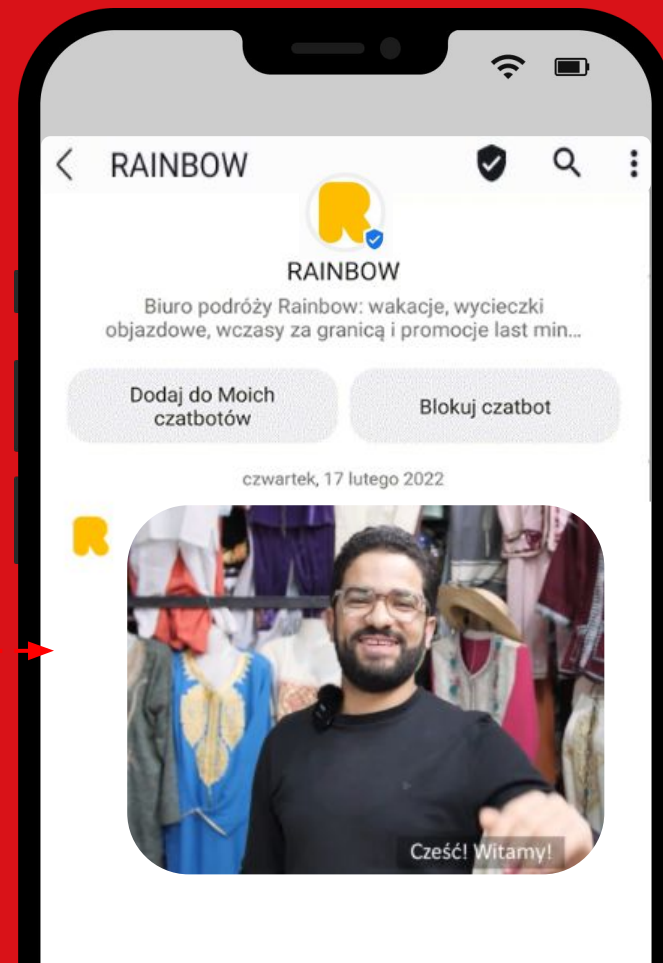 RAINBOW
RAINBOW
Biuro podróży Rainbow: wakacje, wycieczki
objazdowe, wczasy za granicą i promocje last min...
Dodaj do Moich
czatbotów
Blokuj czatbot
czwartek, 17 lutego 2022
Cześć! Witamy!